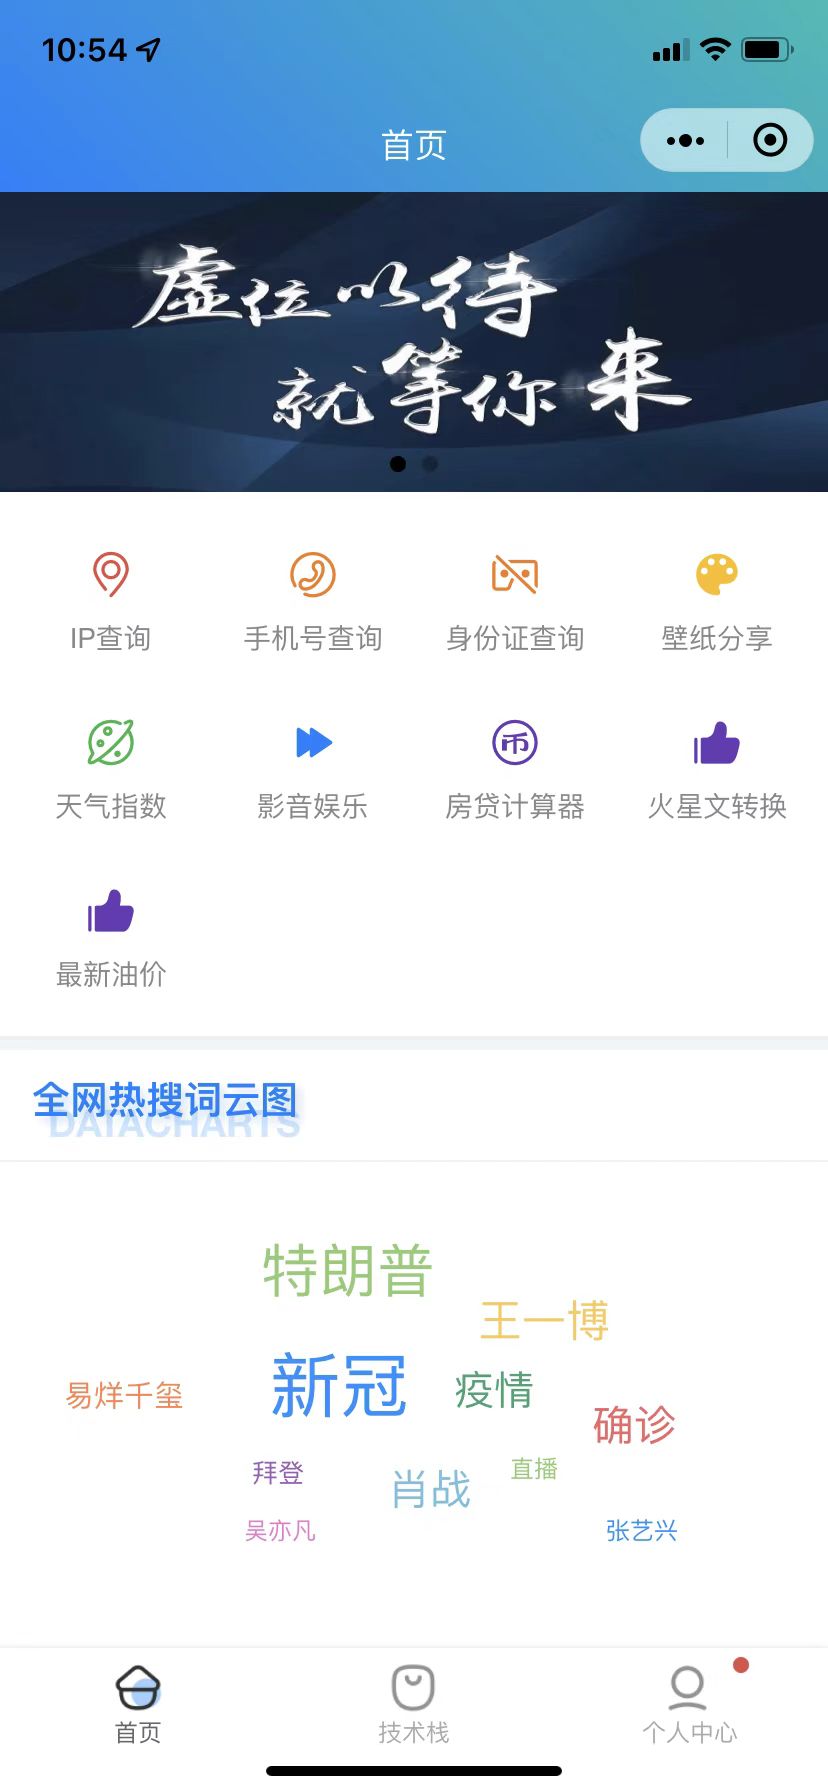 10:54
首页
虚位以待
就等你来
IP查询
手机号查询
身份证查询
壁纸分享
天气指数
影音娱乐
房贷计算器
火星文转换
最新油价
全网热搜词云图
DATACHARTS
特朗普
王一博
新冠
疫情
易烊千玺
确诊
拜登
肖战
直播
吴亦凡
张艺兴
首页
技术栈
个人中心